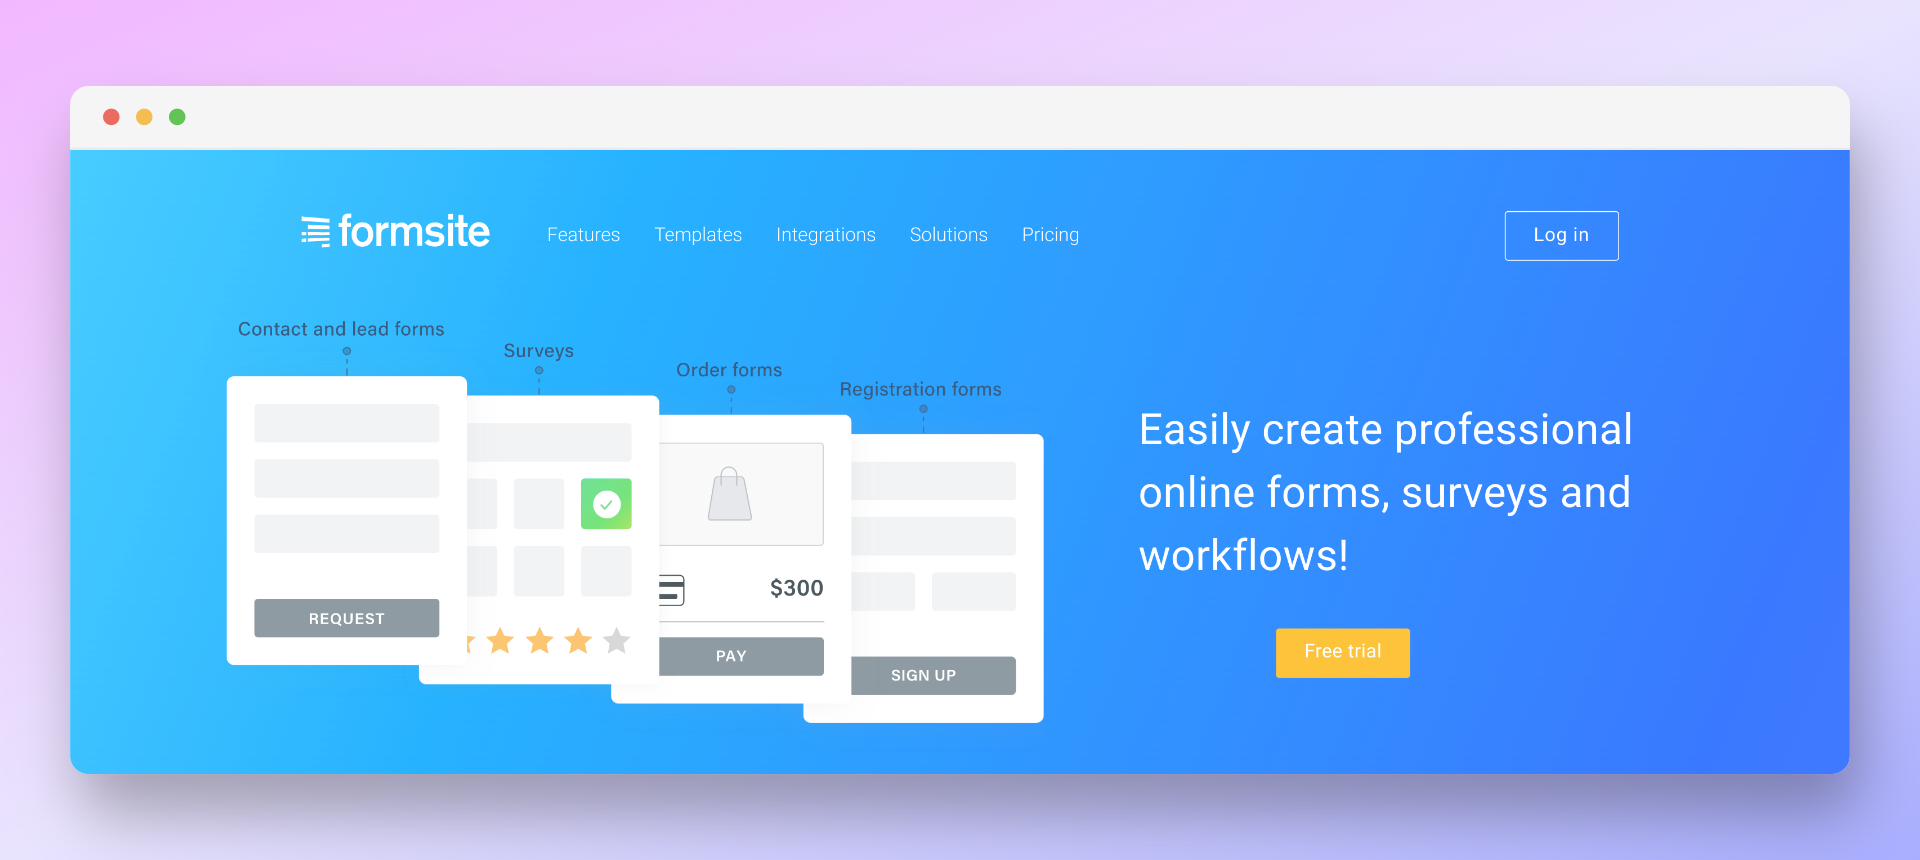 formsite
Features
Templates
Integrations
Solutions
Pricing
Log in
Contact and lead forms
Surveys
Order forms
Registration forms
REQUEST
$300
PAY
SIGN UP
Easily create professional
online forms, surveys and
workflows!
Free trial